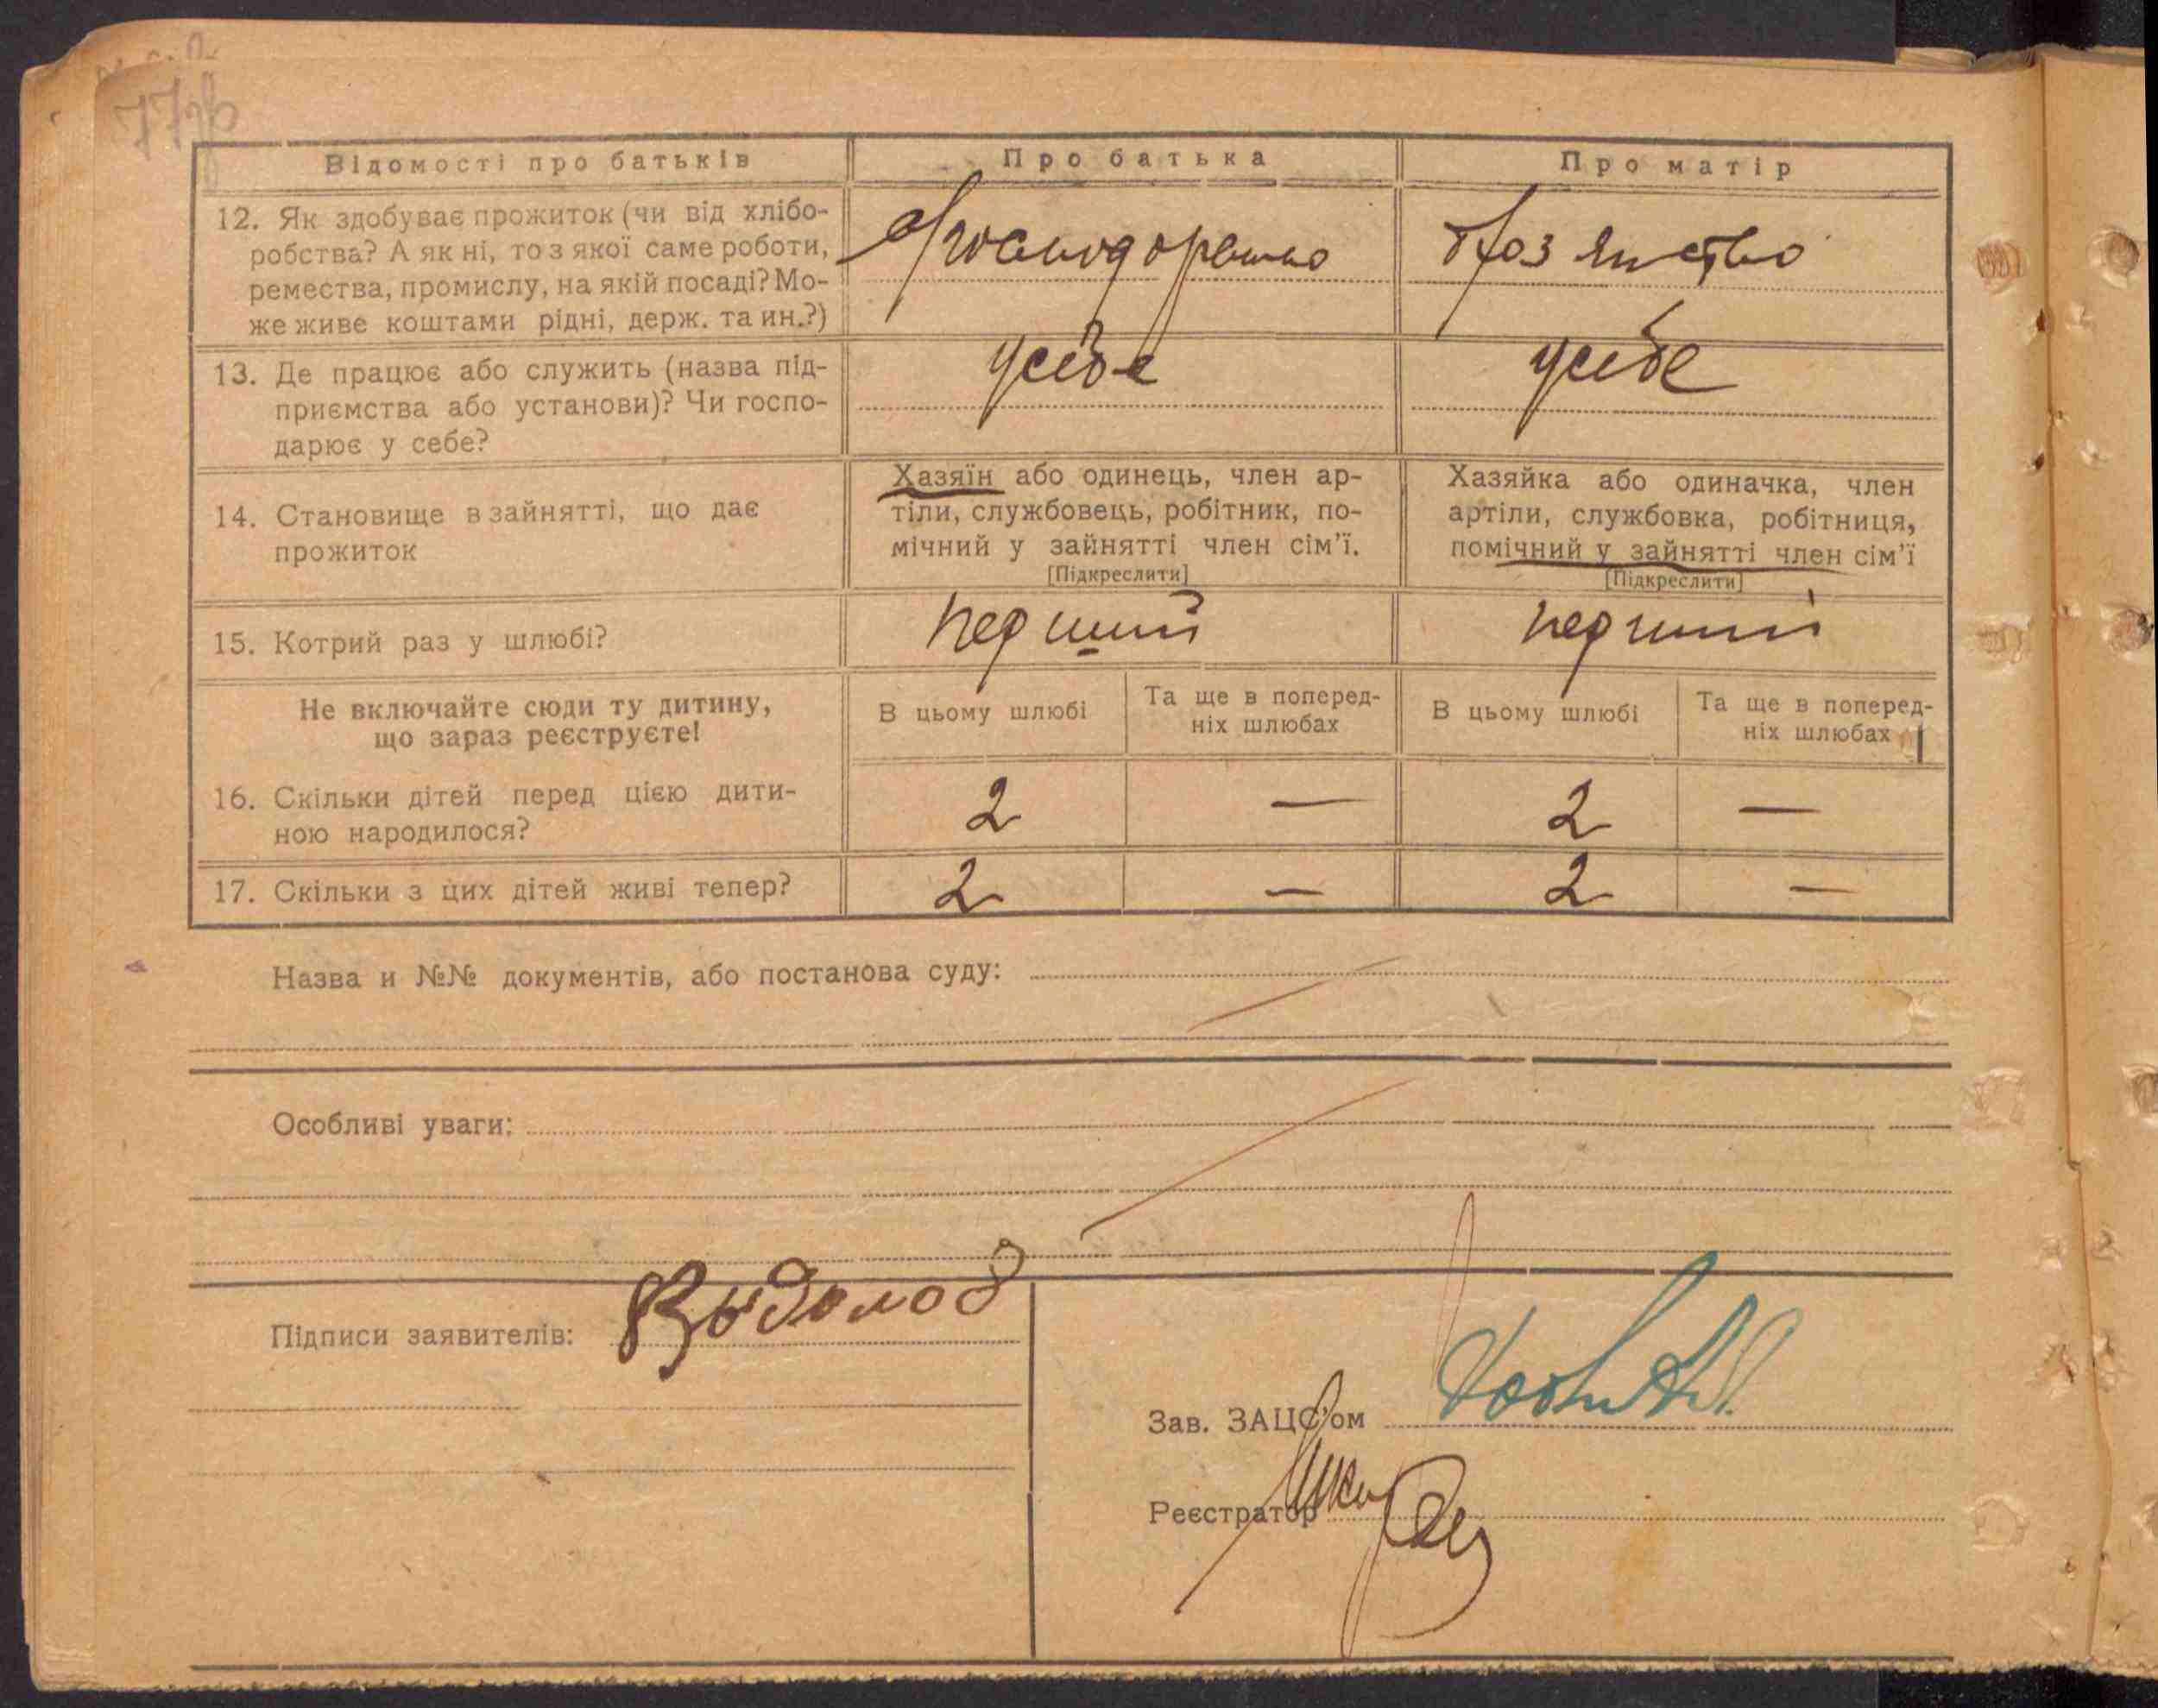 Відомості про батьків
Про батька
Про матір
12. Як здобуває прожиток (чи від хлібо-
робства? А як ні, то з якої саме роботи,
ремества, промислу, на якій посаді? Мо-
же живе коштами рідні, держ. та ин.?)
Хозяйство
13. Де працює або служить (назва під-
приємства або установи)? Чи госпо-
дарює у себе?
у себе
у себе
14. Становище в зайнятті, що дає
прожиток
Хазяїн або одинець, член ар-
тіли, службовець, робітник, по-
мічний у зайнятті член сім'ї.
[Підкреслити]
Хазяйка або одиначка, член
артіли, службовка, робітниця,
помічний у зайнятті член сім'ї
[Підкреслити]
15. Котрий раз у шлюбі?
перший
перший
Не включайте сюди ту дитину,
що зараз реєструєте!
В цьому шлюбі
Та ще в поперед-
ніх шлюбах
В цьому шлюбі
Та ще в поперед-
ніх шлюбах
16. Скільки дітей перед цією дити-
ною народилося?
2
—
2
—
17. Скільки з цих дітей живі тепер?
2
—
2
—
Назва и №№ документів, або постанова суду:
Особливі уваги:
Підписи заявителів:
Зав. ЗАЦС'ом
Реєстратор